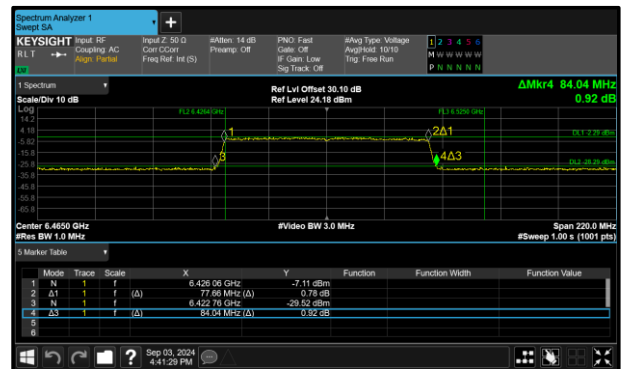 Spectrum Analyzer 1
Swept SA
+
KEYSIGHT Input: RF Input Z: 50 Ω #Atten: 14 dB PNO: Fast #Avg Type: Voltage 1 2 3 4 5 6
RLT Coupling: AC Corr CCorr Preamp: Off Gate: Off Avg|Hold: 10/10 M W W W W W
Align: Partial Freq Ref: Int (S) IF Gain: Low Trig: Free Run
Sig Track: Off P N N N N N
1 Spectrum Ref Lvl Offset 30.10 dB ΔMkr4 84.04 MHz
Scale/Div 10 dB Ref Level 24.18 dBm 0.92 dB
Log
14.2 FL2 6.4264 GHz FL3 6.5250 GHz
4.18 1 2Δ1 DL1 -2.29 dBm
-5.82
-15.8 3 4Δ3
-25.8 DL2 -28.29 dBm
-35.8
-45.8
-55.8
-65.8
Center 6.4650 GHz #Video BW 3.0 MHz Span 220.0 MHz
#Res BW 1.0 MHz #Sweep 1.00 s (1001 pts)
5 Marker Table
Mode Trace Scale X Y Function Function Width Function Value
1 N 1 f 6.426 06 GHz -7.11 dBm
2 Δ1 1 f (Δ) 77.66 MHz (Δ) 0.78 dB
3 N 1 f 6.422 76 GHz -29.52 dBm
4 Δ3 1 f (Δ) 84.04 MHz (Δ) 0.92 dB
5
6
? Sep 03, 2024
4:41:29 PM